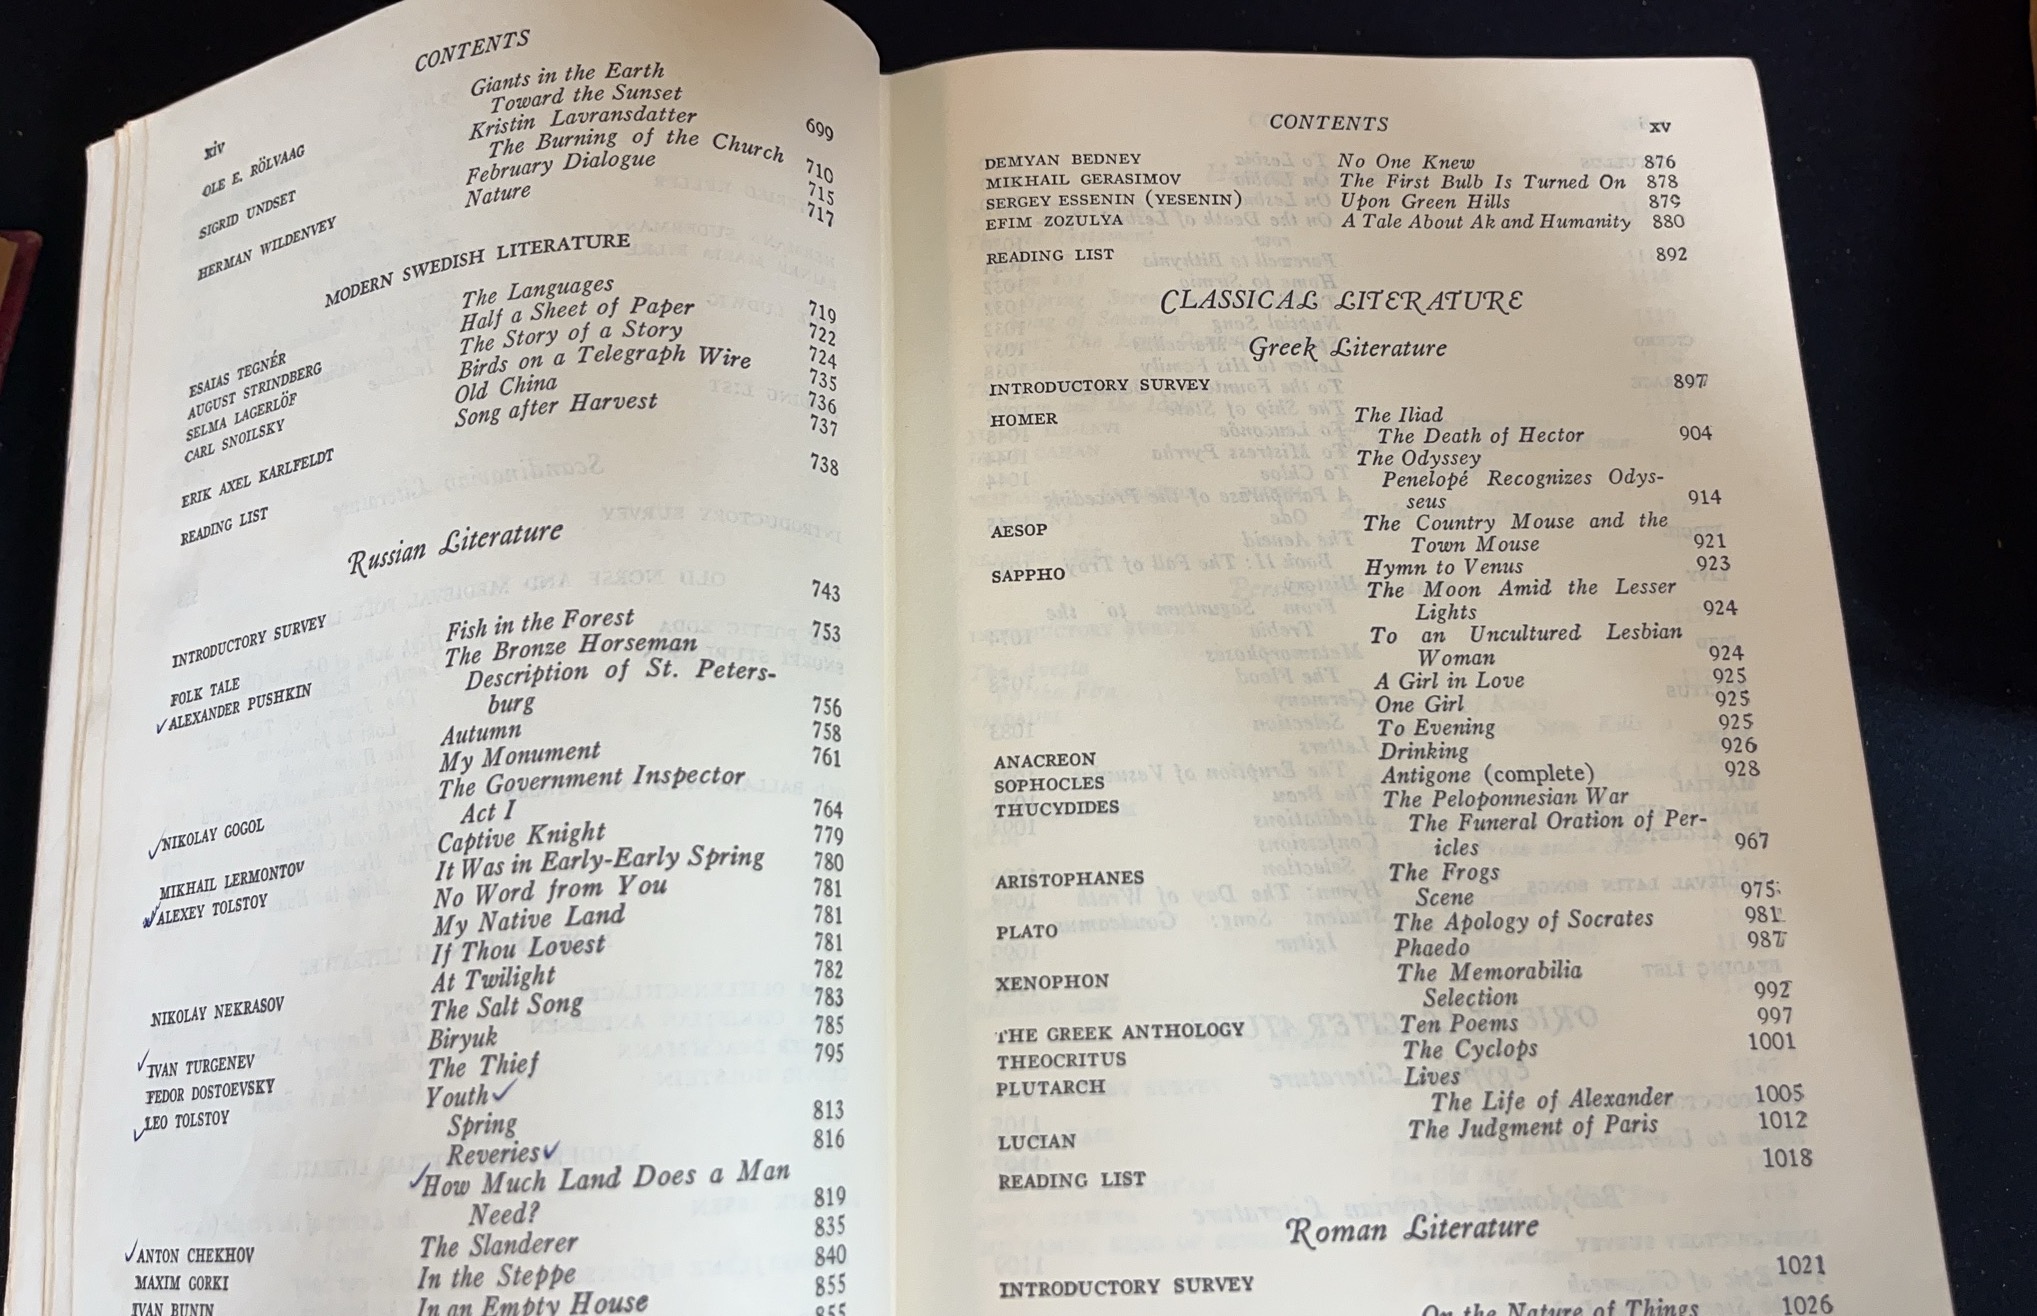 xiv CONTENTS
OLE E. RÖLVAAG Giants in the Earth
Toward the Sunset 699
SIGRID UNDSET Kristin Lavransdatter
The Burning of the Church 710
HERMAN WILDENVEY February Dialogue 715
Nature 717
MODERN SWEDISH LITERATURE
ESAIAS TEGNÉR The Languages 719
AUGUST STRINDBERG Half a Sheet of Paper 722
SELMA LAGERLÖF The Story of a Story 724
CARL SNOILSKY Birds on a Telegraph Wire 735
Old China 736
ERIK AXEL KARLFELDT Song after Harvest 737
READING LIST 738
Russian Literature
INTRODUCTORY SURVEY 743
FOLK TALE Fish in the Forest 753
ALEXANDER PUSHKIN The Bronze Horseman
Description of St. Peters-
burg 756
Autumn 758
My Monument 761
NIKOLAY GOGOL The Government Inspector
Act I 764
MIKHAIL LERMONTOV Captive Knight 779
ALEXEY TOLSTOY It Was in Early-Early Spring 780
No Word from You 781
My Native Land 781
If Thou Lovest 781
NIKOLAY NEKRASOV At Twilight 782
The Salt Song 783
IVAN TURGENEV Biryuk 785
FEDOR DOSTOEVSKY The Thief 795
LEO TOLSTOY Youth
Spring 813
Reveries 816
How Much Land Does a Man
Need? 819
ANTON CHEKHOV The Slanderer 835
MAXIM GORKI In the Steppe 840
IVAN BUNIN In an Empty House 855
855
CONTENTS xv
DEMYAN BEDNEY No One Knew 876
MIKHAIL GERASIMOV The First Bulb Is Turned On 878
SERGEY ESSENIN (YESENIN) Upon Green Hills 879
EFIM ZOZULYA A Tale About Ak and Humanity 880
READING LIST 892
CLASSICAL LITERATURE
Greek Literature
INTRODUCTORY SURVEY 897
HOMER The Iliad
The Death of Hector 904
The Odyssey
Penelopé Recognizes Odys-
seus 914
AESOP The Country Mouse and the
Town Mouse 921
SAPPHO Hymn to Venus 923
The Moon Amid the Lesser
Lights 924
To an Uncultured Lesbian
Woman 924
A Girl in Love 925
One Girl 925
To Evening 925
ANACREON Drinking 926
SOPHOCLES Antigone (complete) 928
THUCYDIDES The Peloponnesian War
The Funeral Oration of Per-
icles 967
ARISTOPHANES The Frogs
Scene 975
PLATO The Apology of Socrates 981
Phaedo 987
XENOPHON The Memorabilia
Selection 992
THE GREEK ANTHOLOGY Ten Poems 997
THEOCRITUS The Cyclops 1001
PLUTARCH Lives
The Life of Alexander 1005
LUCIAN The Judgment of Paris 1012
READING LIST 1018
Roman Literature
INTRODUCTORY SURVEY 1021
On the Nature of Things 1026